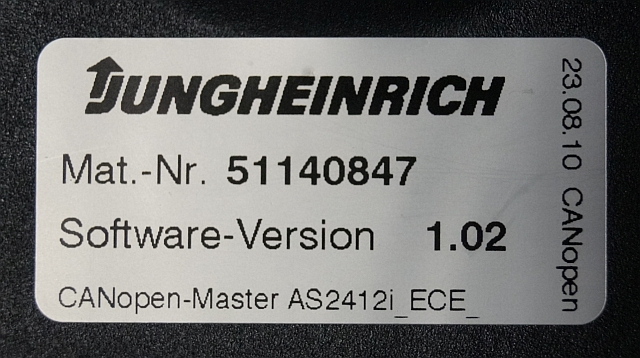 JUNGHEINRICH
Mat.-Nr. 51140847
Software-Version 1.02
CANopen-Master AS2412i_ECE_
23.08.10 CANopen